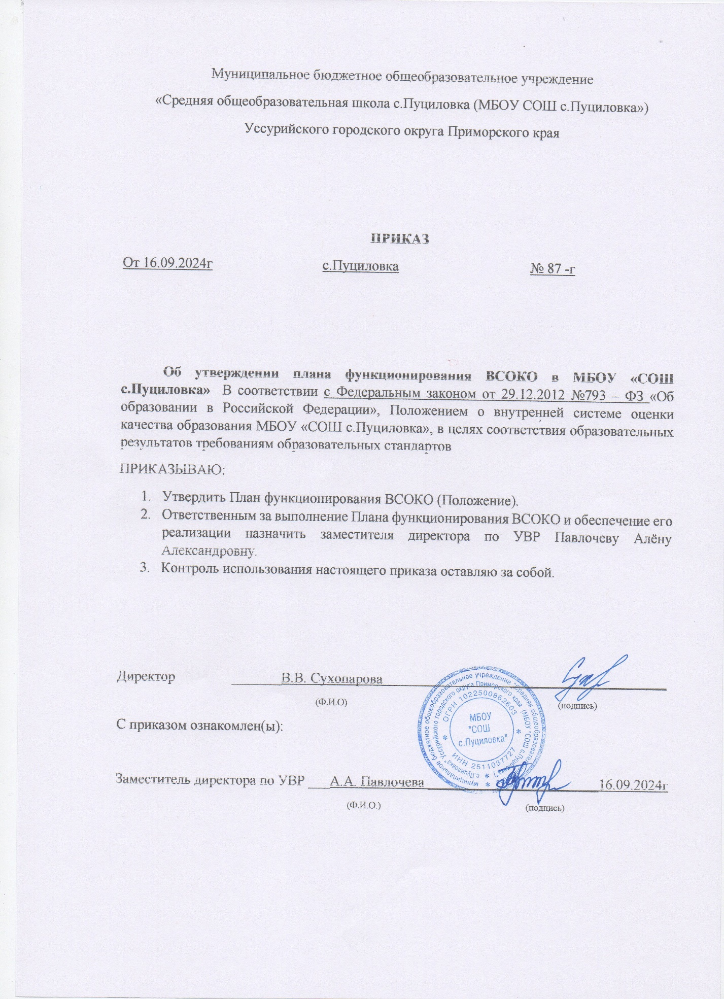 Муниципальное бюджетное общеобразовательное учреждение
«Средняя общеобразовательная школа с.Пуциловка (МБОУ СОШ с.Пуциловка»)
Уссурийского городского округа Приморского края
ПРИКАЗ
От 16.09.2024г с.Пуциловка № 87 -г
Об утверждении плана функционирования ВСОКО в МБОУ «СОШ
с.Пуциловка» В соответствии с Федеральным законом от 29.12.2012 №793 – ФЗ «Об
образовании в Российской Федерации», Положением о внутренней системе оценки
качества образования МБОУ «СОШ с.Пуциловка», в целях соответствия образовательных
результатов требованиям образовательных стандартов
ПРИКАЗЫВАЮ:
1. Утвердить План функционирования ВСОКО (Положение).
2. Ответственным за выполнение Плана функционирования ВСОКО и обеспечение его
реализации назначить заместителя директора по УВР Павлочеву Алёну
Александровну.
3. Контроль использования настоящего приказа оставляю за собой.
Директор В.В. Сухопарова
(Ф.И.О) (подпись)
муниципальное бюджетное общеобразовательное учреждение "Средняя общеобразовательная
с.Пуциловка" Уссурийского городского округа Приморского края (МБОУ "СОШ с.Пуциловка")
ОГРН 1022500862603
ИНН 2511037727
МБОУ
"СОШ
с.Пуциловка"
С приказом ознакомлен(ы):
Заместитель директора по УВР ___А.А. Павлочева 16.09.2024г
(Ф.И.О.) (подпись)